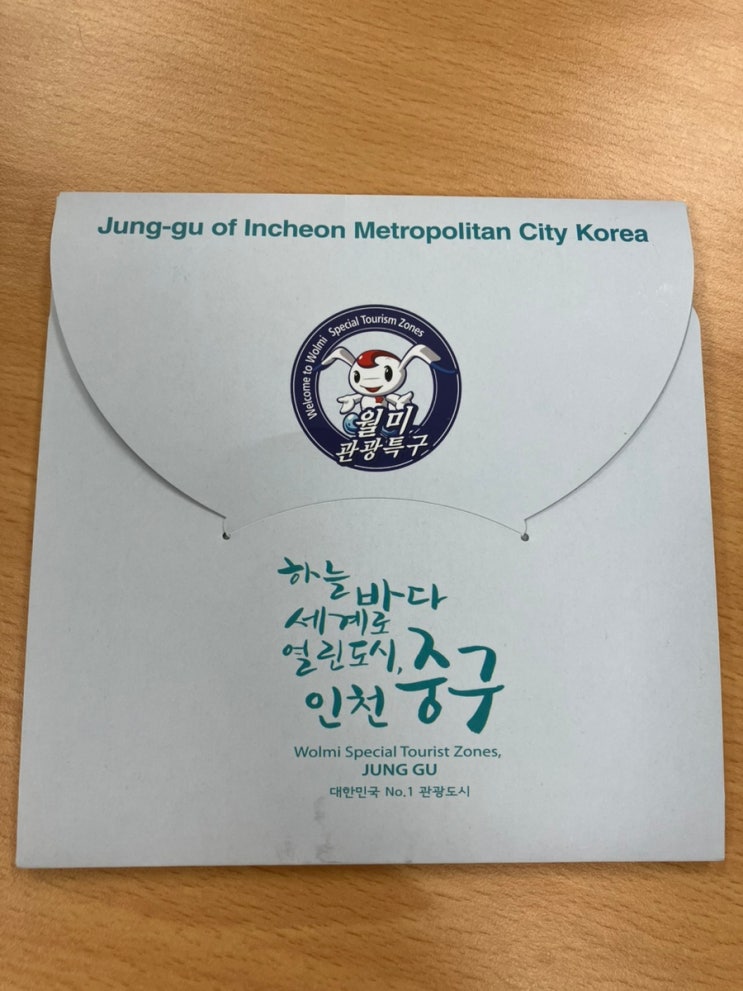 Jung-gu of Incheon Metropolitan City Korea
Welcome to Wolmi Special Tourism Zones
월미
관광특구
하늘 바다
세계로
열린도시, 중구
인천
Wolmi Special Tourist Zones,
JUNG GU
대한민국 No.1 관광도시